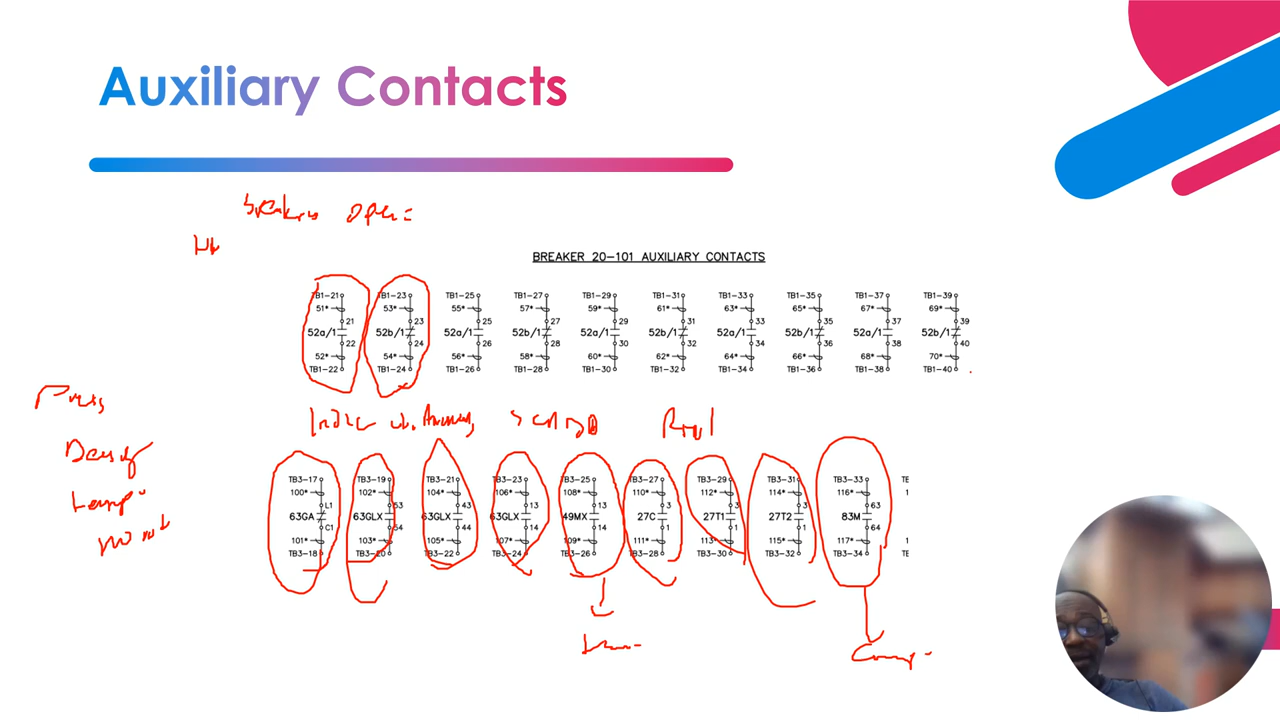 Auxiliary Contacts
BREAKER 20-101 AUXILIARY CONTACTS
TB1-21 TB1-23 TB1-25 TB1-27 TB1-29 TB1-31 TB1-33 TB1-35 TB1-37 TB1-39
51* 53* 55* 57* 59* 61* 63* 65* 67* 69*
21 23 25 27 29 31 33 35 37 39
52a/1 52b/1 52a/1 52b/1 52a/1 52b/1 52a/1 52b/1 52a/1 52b/1
22 24 26 28 30 32 34 36 38 40
52* 54* 56* 58* 60* 62* 64* 66* 68* 70*
TB1-22 TB1-24 TB1-26 TB1-28 TB1-30 TB1-32 TB1-34 TB1-36 TB1-38 TB1-40
TB3-17 TB3-19 TB3-21 TB3-23 TB3-25 TB3-27 TB3-29 TB3-31 TB3-33
100* 102* 104* 106* 108* 110* 112* 114* 116*
L1 53 43 13 13 3 3 3 63
63GA 63GLX 63GLX 63GLX 49MX 27C 27T1 27T2 83M
C1 54 44 14 14 1 1 1 64
101* 103* 105* 107* 109* 111* 113* 115* 117*
TB3-18 TB3-20 TB3-22 TB3-24 TB3-26 TB3-28 TB3-30 TB3-32 TB3-34